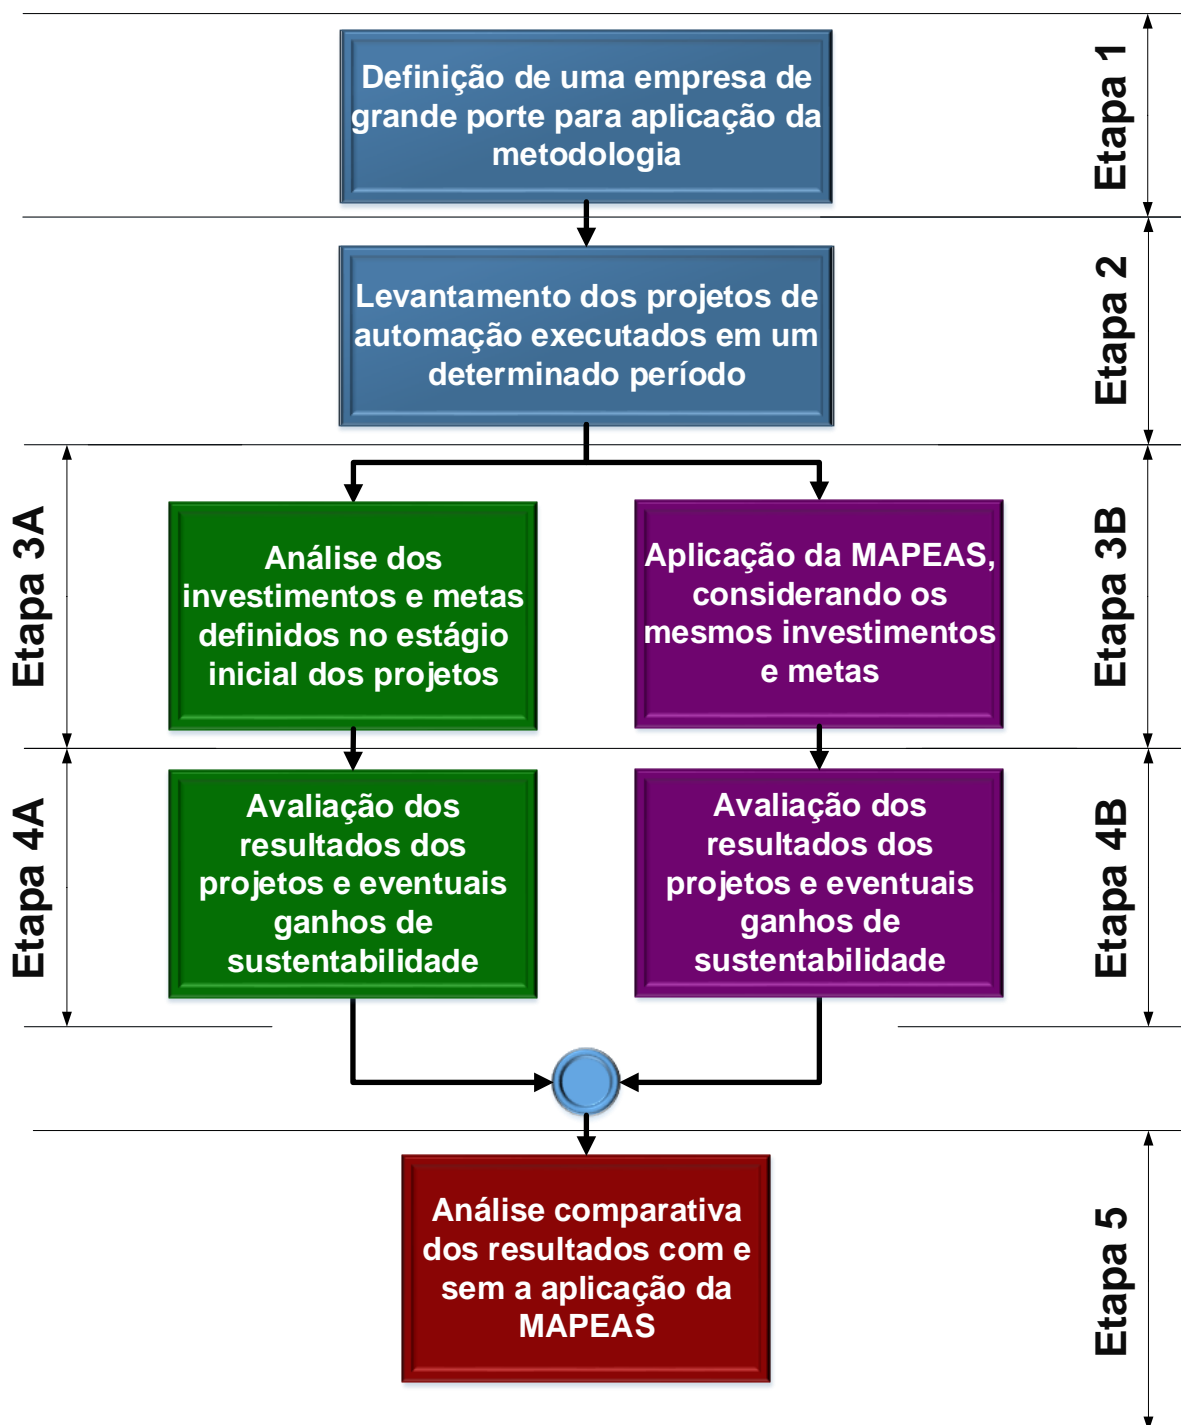 Definição de uma empresa de
grande porte para aplicação da
metodologia
Etapa 1
Levantamento dos projetos de
automação executados em um
determinado período
Etapa 2
Etapa 3A
Análise dos
investimentos e metas
definidos no estágio
inicial dos projetos
Aplicação da MAPEAS,
considerando os
mesmos investimentos
e metas
Etapa 3B
Etapa 4A
Avaliação dos
resultados dos
projetos e eventuais
ganhos de
sustentabilidade
Avaliação dos
resultados dos
projetos e eventuais
ganhos de
sustentabilidade
Etapa 4B
Análise comparativa
dos resultados com e
sem a aplicação da
MAPEAS
Etapa 5